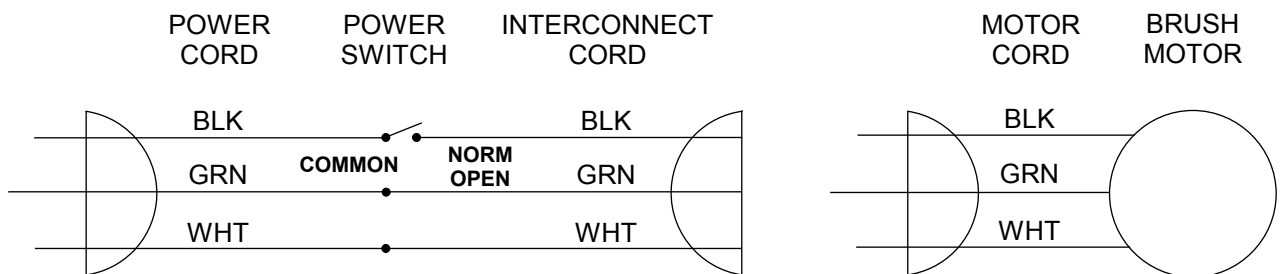 POWER CORD
POWER SWITCH
INTERCONNECT CORD
MOTOR CORD
BRUSH MOTOR
BLK
BLK
BLK
COMMON
NORM OPEN
GRN
GRN
GRN
WHT
WHT
WHT